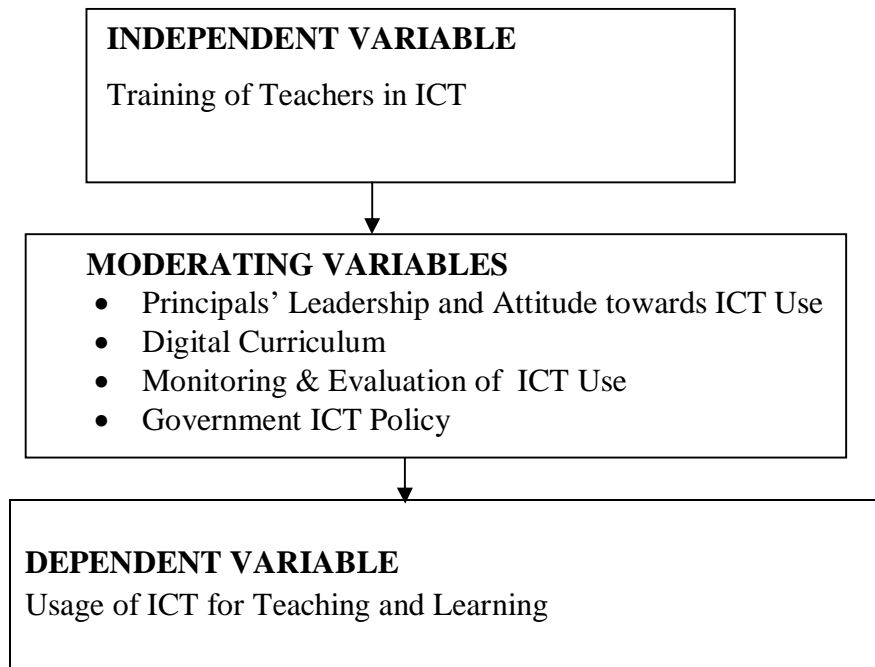 INDEPENDENT VARIABLE
Training of Teachers in ICT
MODERATING VARIABLES
• Principals’ Leadership and Attitude towards ICT Use
• Digital Curriculum
• Monitoring & Evaluation of ICT Use
• Government ICT Policy
DEPENDENT VARIABLE
Usage of ICT for Teaching and Learning